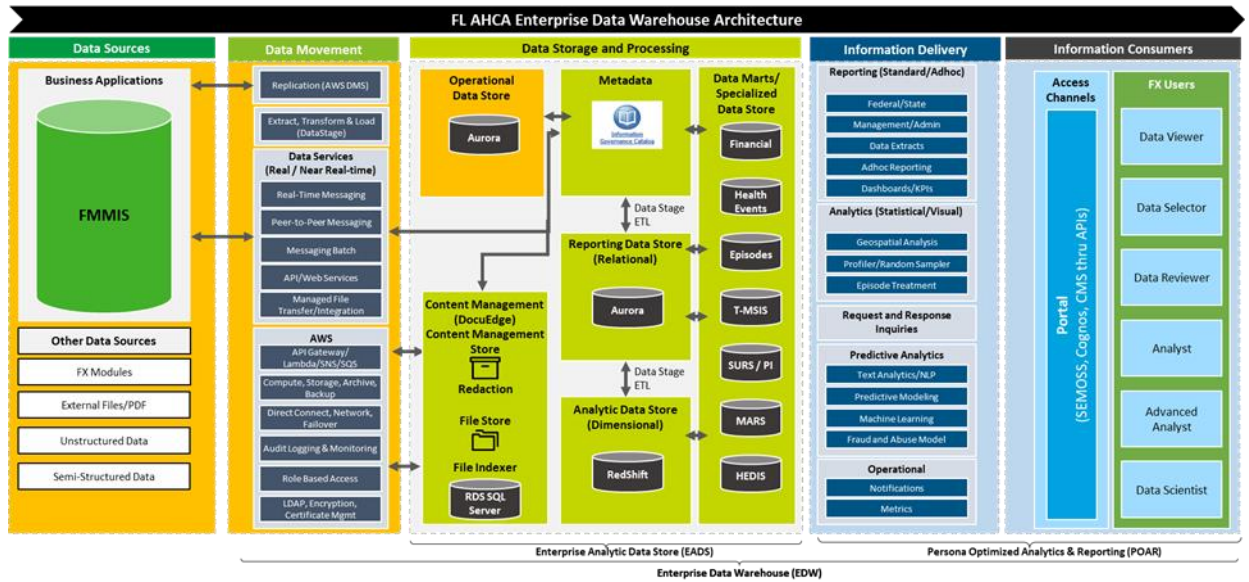 FL AHCA Enterprise Data Warehouse Architecture
Data Sources
Business Applications
FMMIS
Other Data Sources
FX Modules
External Files/PDF
Unstructured Data
Semi-Structured Data
Data Movement
Replication (AWS DMS)
Extract, Transform & Load
(DataStage)
Data Services
(Real / Near Real-time)
Real-Time Messaging
Peer-to-Peer Messaging
Messaging Batch
API/Web Services
Managed File
Transfer/Integration
AWS
API Gateway/
Lambda/SNS/SQS
Compute, Storage, Archive,
Backup
Direct Connect, Network,
Failover
Audit Logging & Monitoring
Role Based Access
LDAP, Encryption,
Certificate Mgmt
Data Storage and Processing
Operational
Data Store
Aurora
Content Management
(DocuEdge)
Content Management
Store
Redaction
File Store
File Indexer
RDS SQL
Server
Metadata
Information
Governance Catalog
Data Stage
ETL
Reporting Data Store
(Relational)
Aurora
Data Stage
ETL
Analytic Data Store
(Dimensional)
RedShift
Data Marts/
Specialized
Data Store
Financial
Health
Events
Episodes
T-MSIS
SURS / PI
MARS
HEDIS
Information Delivery
Reporting (Standard/Adhoc)
Federal/State
Management/Admin
Data Extracts
Adhoc Reporting
Dashboards/KPIs
Analytics (Statistical/Visual)
Geospatial Analysis
Profiler/Random Sampler
Episode Treatment
Request and Response
Inquiries
Predictive Analytics
Text Analytics/NLP
Predictive Modeling
Machine Learning
Fraud and Abuse Model
Operational
Notifications
Metrics
Information Consumers
Access
Channels
Portal
(SEMOSS, Cognos, CMS thru APIs)
FX Users
Data Viewer
Data Selector
Data Reviewer
Analyst
Advanced
Analyst
Data Scientist
Enterprise Analytic Data Store (EADS)
Persona Optimized Analytics & Reporting (POAR)
Enterprise Data Warehouse (EDW)